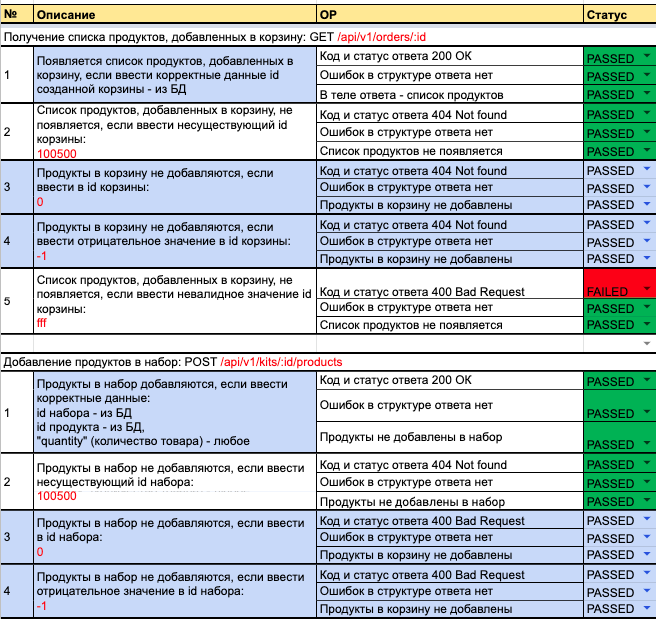 № Описание ОР Статус
Получение списка продуктов, добавленных в корзину: GET /api/v1/orders/:id
1
Появляется список продуктов, добавленных в
корзину, если ввести корректные данные id
созданной корзины - из БД
Код и статус ответа 200 ОК PASSED
Ошибок в структуре ответа нет PASSED
В теле ответа - список продуктов PASSED
2
Список продуктов, добавленных в корзину, не
появляется, если ввести несуществующий id
корзины:
100500
Код и статус ответа 404 Not found PASSED
Ошибок в структуре ответа нет PASSED
Список продуктов не появляется PASSED
3
Продукты в корзину не добавляются, если
ввести в id корзины:
0
Код и статус ответа 404 Not found PASSED
Ошибок в структуре ответа нет PASSED
Продукты в корзину не добавлены PASSED
4
Продукты в корзину не добавляются, если
ввести отрицательное значение в id корзины:
-1
Код и статус ответа 404 Not found PASSED
Ошибок в структуре ответа нет PASSED
Продукты в корзину не добавлены PASSED
5
Список продуктов, добавленных в корзину, не
появляется, если ввести невалидное значение id
корзины:
fff
Код и статус ответа 400 Bad Request FAILED
Ошибок в структуре ответа нет PASSED
Список продуктов не появляется PASSED
Добавление продуктов в набор: POST /api/v1/kits/:id/products
1
Продукты в набор добавляются, если ввести
корректные данные:
id набора - из БД
id продукта - из БД,
"quantity" (количество товара) - любое
Код и статус ответа 200 ОК PASSED
Ошибок в структуре ответа нет PASSED
Продукты не добавлены в набор PASSED
2
Продукты в набор не добавляются, если ввести
несуществующий id набора:
100500
Код и статус ответа 404 Not found PASSED
Ошибок в структуре ответа нет PASSED
Продукты не добавлены в набор PASSED
3
Продукты в набор не добавляются, если ввести
в id набора:
0
Код и статус ответа 400 Bad Request PASSED
Ошибок в структуре ответа нет PASSED
Продукты в корзину не добавлены PASSED
4
Продукты в набор не добавляются, если ввести
отрицательное значение в id набора:
-1
Код и статус ответа 400 Bad Request PASSED
Ошибок в структуре ответа нет PASSED
Продукты в корзину не добавлены PASSED